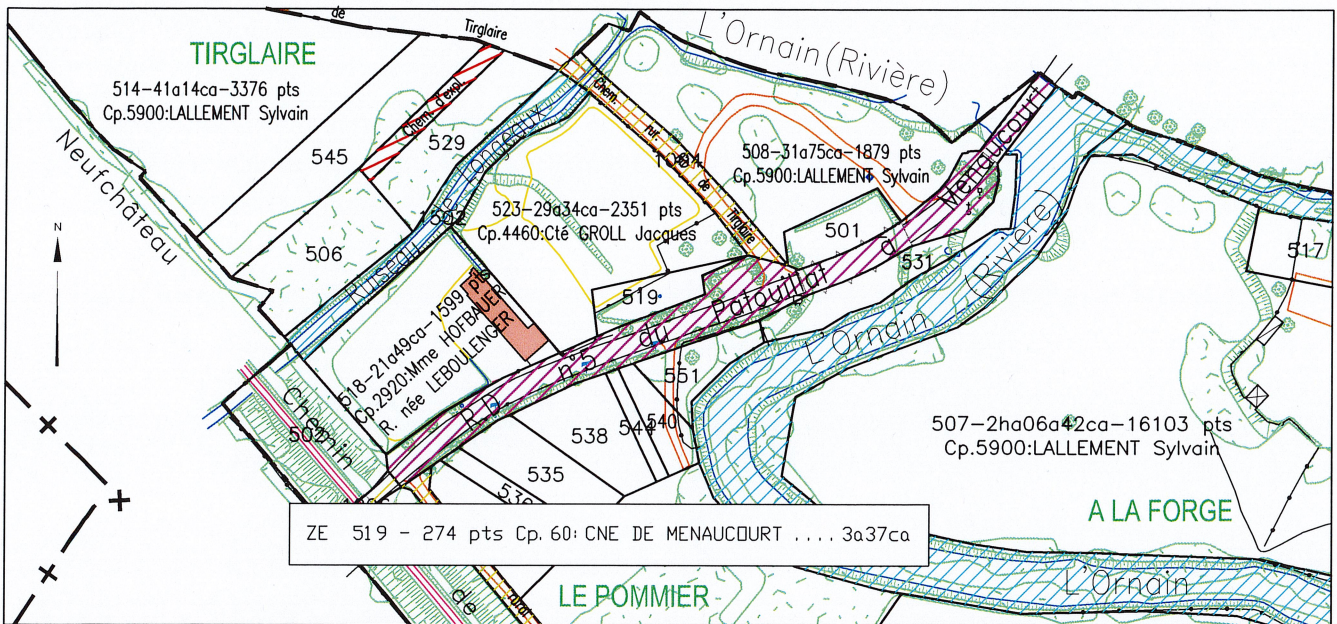 de
Tirglaire
L'Ornain (Rivière)
TIRGLAIRE
514-41a14ca-3376 pts
Cp.5900:LALLEMENT Sylvain
Neufchâteau
545
Chem. d'expl.
529
506
Ruisseau
523-29a34ca-2351 pts
Cp.4460:Cté GROLL Jacques
Chem.
rur.
de
Tirglaire
508-31a75ca-1879 pts
Cp.5900:LALLEMENT Sylvain
501
531
519
517
N
518-21a49ca-1599 pts
Cp.2920:Mme HOFBAUER
R. née LEBOULENGER
R.D. n°5 du Patouillat à Menaucourt
L'Ornain (Rivière)
551
540
544
538
535
Chemin
de
507-2ha06a42ca-16103 pts
Cp.5900:LALLEMENT Sylvain
A LA FORGE
ZE 519 - 274 pts Cp. 60: CNE DE MENAUCOURT .... 3a37ca
LE POMMIER
rural
L'Ornain